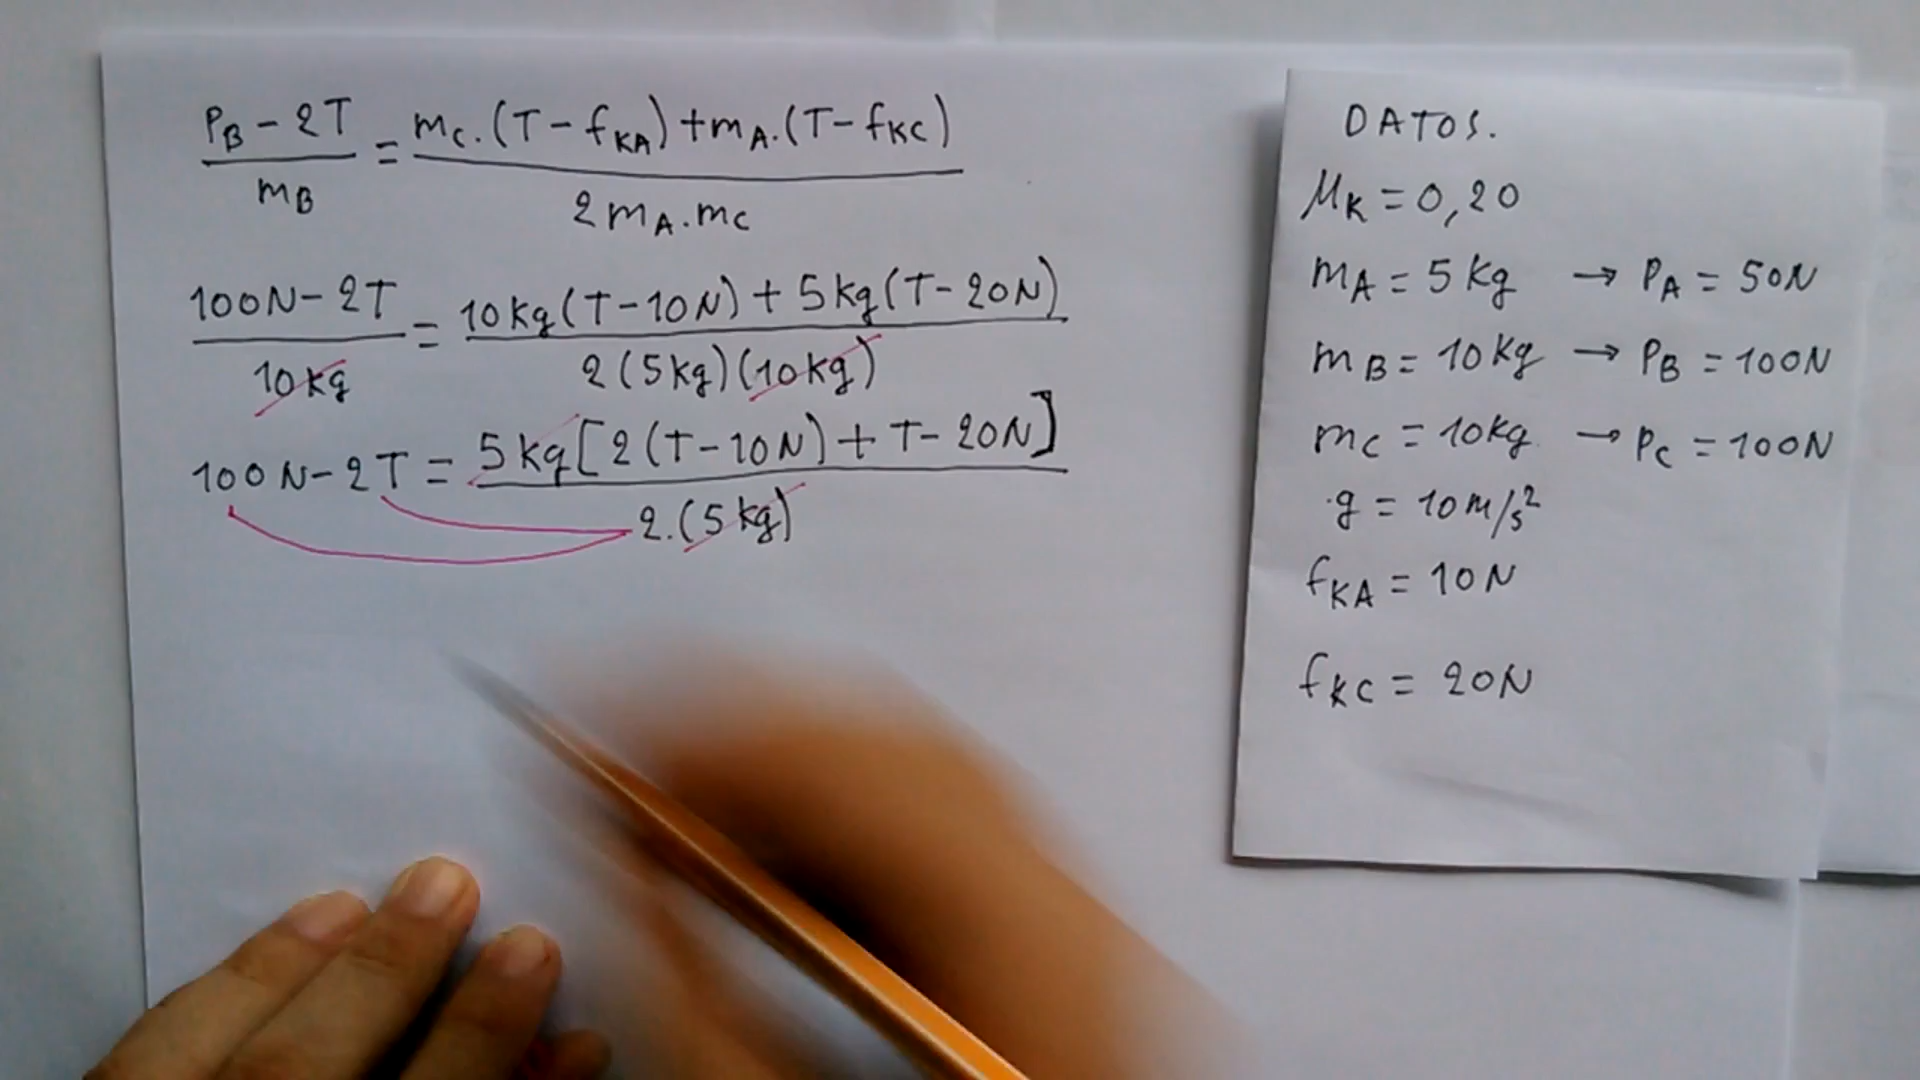 (P_B - 2T)/m_B = (m_C.(T - f_KA) + m_A.(T - f_KC))/(2 m_A.m_C)
(100N - 2T)/(10kg) = (10kg(T-10N) + 5kg(T-20N))/(2(5kg)(10kg))
100N - 2T = (5kg[2(T-10N) + T - 20N])/(2.(5kg))
DATOS.
μ_K = 0,20
m_A = 5kg → P_A = 50N
m_B = 10kg → P_B = 100N
m_C = 10kg. → P_C = 100N
g = 10m/s²
f_KA = 10N
f_KC = 20N